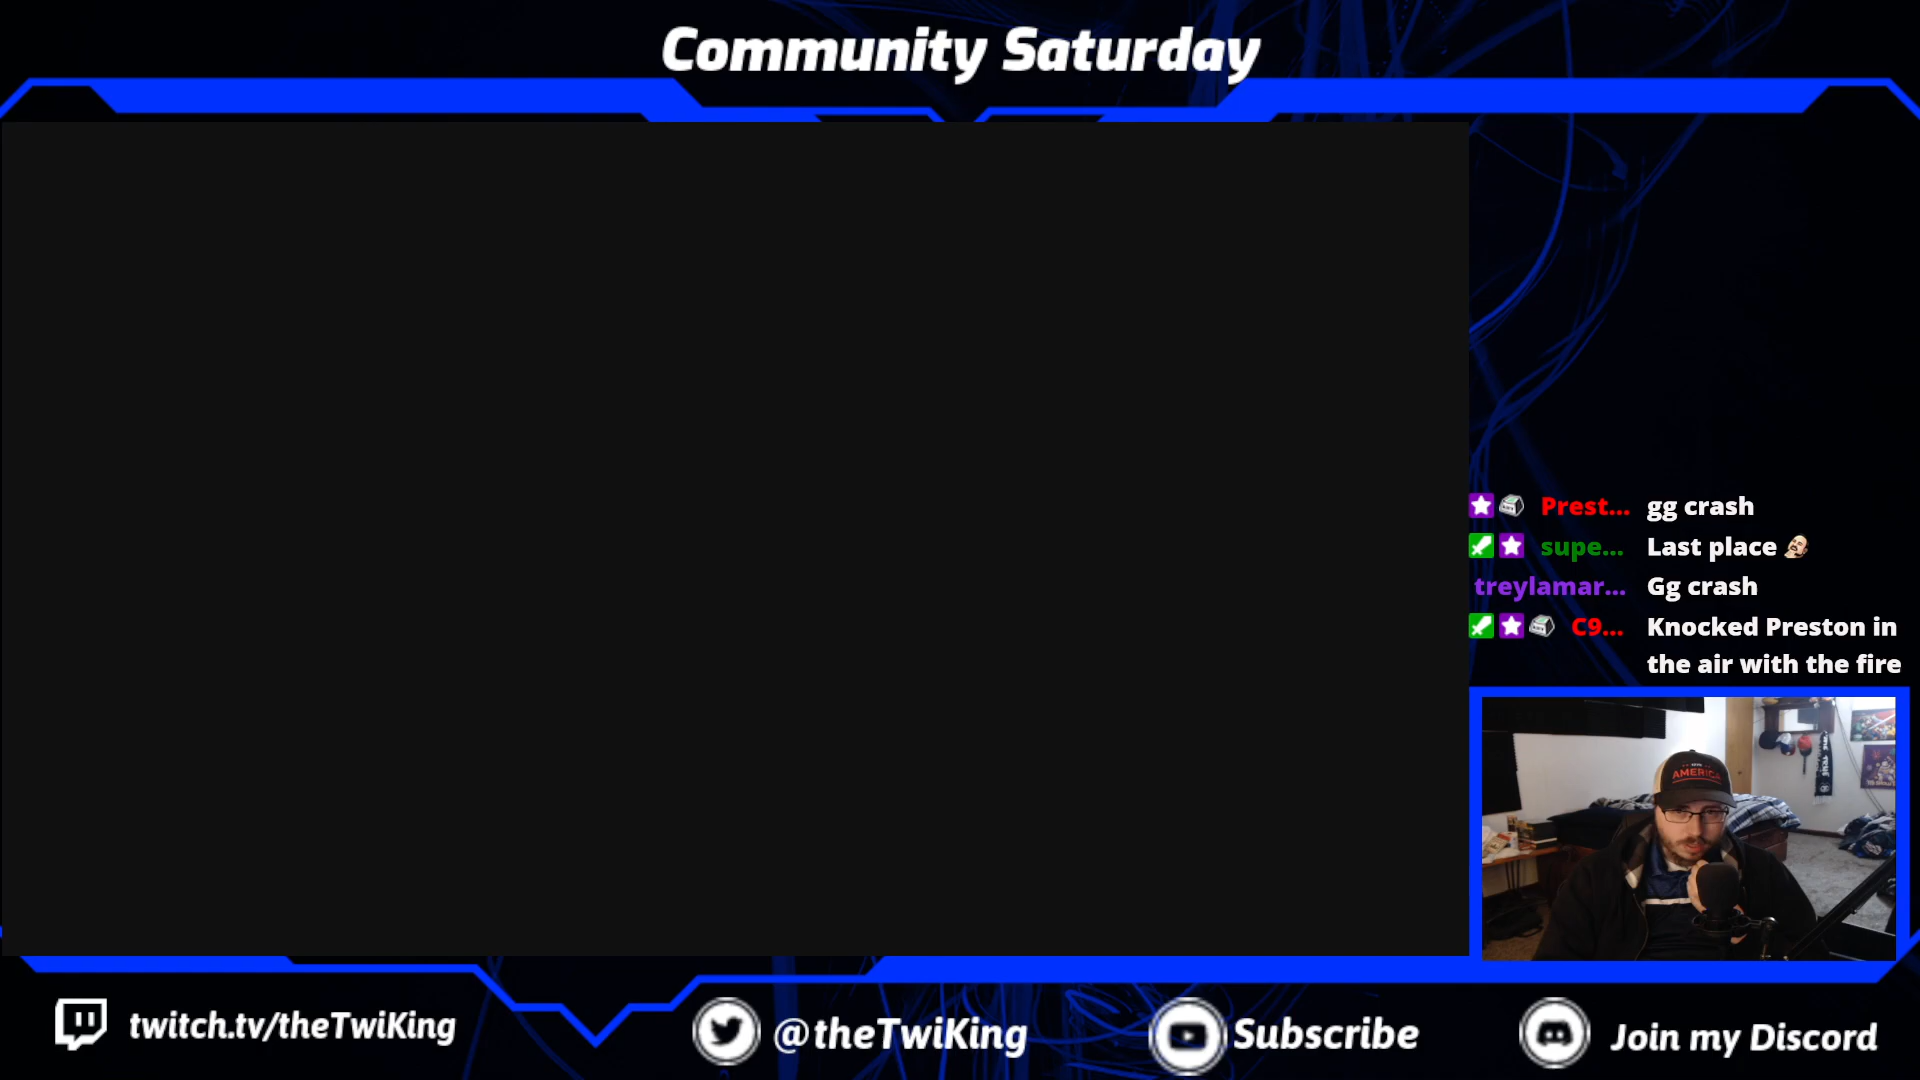 Community Saturday
Prest... gg crash
supe... Last place
treylamar... Gg crash
C9... Knocked Preston in
the air with the fire
AMERICA
twitch.tv/theTwiKing
@theTwiKing
Subscribe
Join my Discord